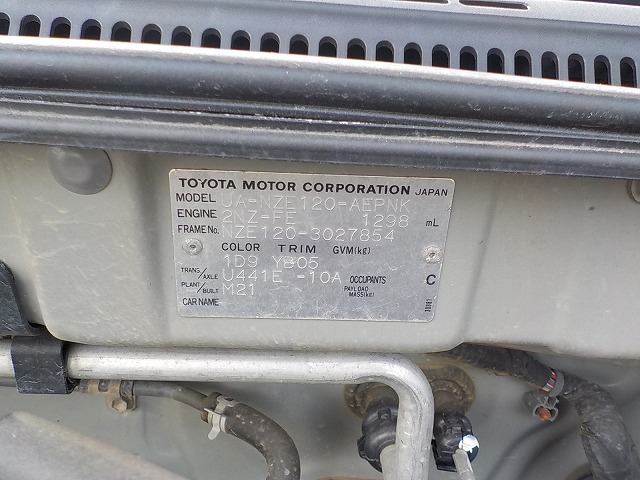 TOYOTA MOTOR CORPORATION JAPAN
MODEL UA-NZE120-AEPNK
ENGINE 2NZ-FE 1298 mL
FRAME No. NZE120-3027854
COLOR TRIM GVM(kg)
1D9 YB05
TRANS/AXLE U441E -10A OCCUPANTS C
PLANT/BUILT M21 PAYLOAD MASS(kg)
CAR NAME